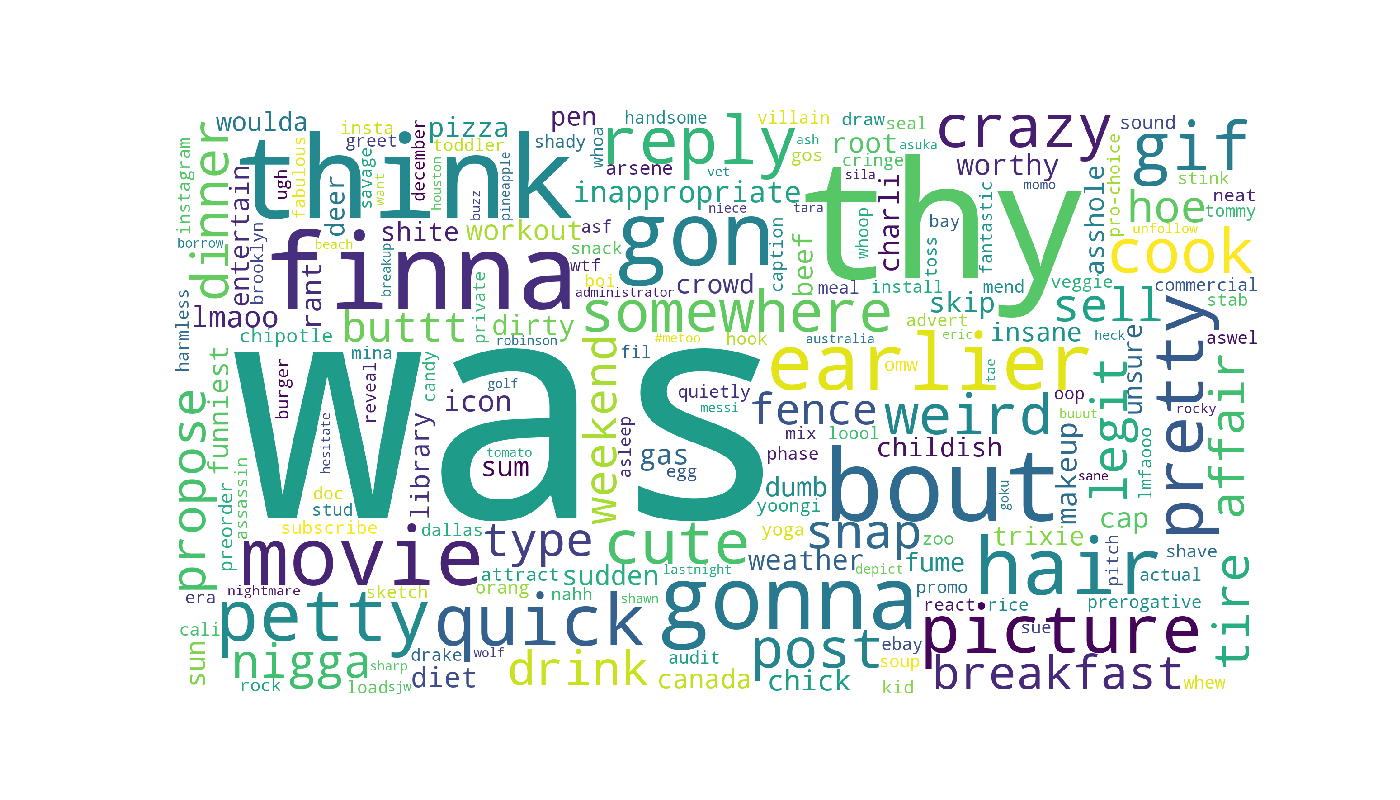 was
thy
think
finna
gon
bout
gonna
movie
earlier
somewhere
reply
crazy
gif
cook
hoe
sell
pretty
hair
picture
breakfast
petty
quick
post
snap
cute
type
drink
nigga
weekend
weird
fence
legit
affair
tire
propose
dinner
buttt
dirty
inappropriate
workout
shite
lmaoo
rant
entertain
deer
woulda
pizza
pen
root
worthy
charli
beef
asshole
insane
skip
crowd
icon
library
sum
gas
dumb
childish
makeup
unsure
cap
trixie
weather
fume
sudden
diet
chick
canada
sun
funniest
instagram
borrow
brooklyn
harmless
chipotle
insta
greet
ugh
fabulous
savage
want
december
toddler
houston
buzz
pineapple
shady
whoa
handsome
arsene
vet
niece
villain
ash
gos
draw
seal
cringe
asuka
sila
tara
momo
sound
stink
neat
tommy
pro-choice
unfollow
commercial
stab
veggie
aswel
heck
mend
fantastic
bay
toss
whoop
install
meal
caption
advert
eric
australia
hook
#metoo
fil
administrator
boi
wtf
snack
asf
private
robinson
breakup
beach
mina
candy
reveal
burger
hesitate
golf
tomato
quietly
messi
asleep
egg
mix
phase
loool
yoongi
omw
tae
oop
buuut
rocky
sane
goku
lmfaooo
pitch
shave
actual
prerogative
zoo
yoga
depict
promo
react
rice
sue
ebay
soup
kid
whew
audit
lastnight
shawn
nahh
orang
attract
dallas
subscribe
stud
doc
assassin
preorder
nightmare
era
cali
sketch
sharp
drake
wolf
rock
load
sjw